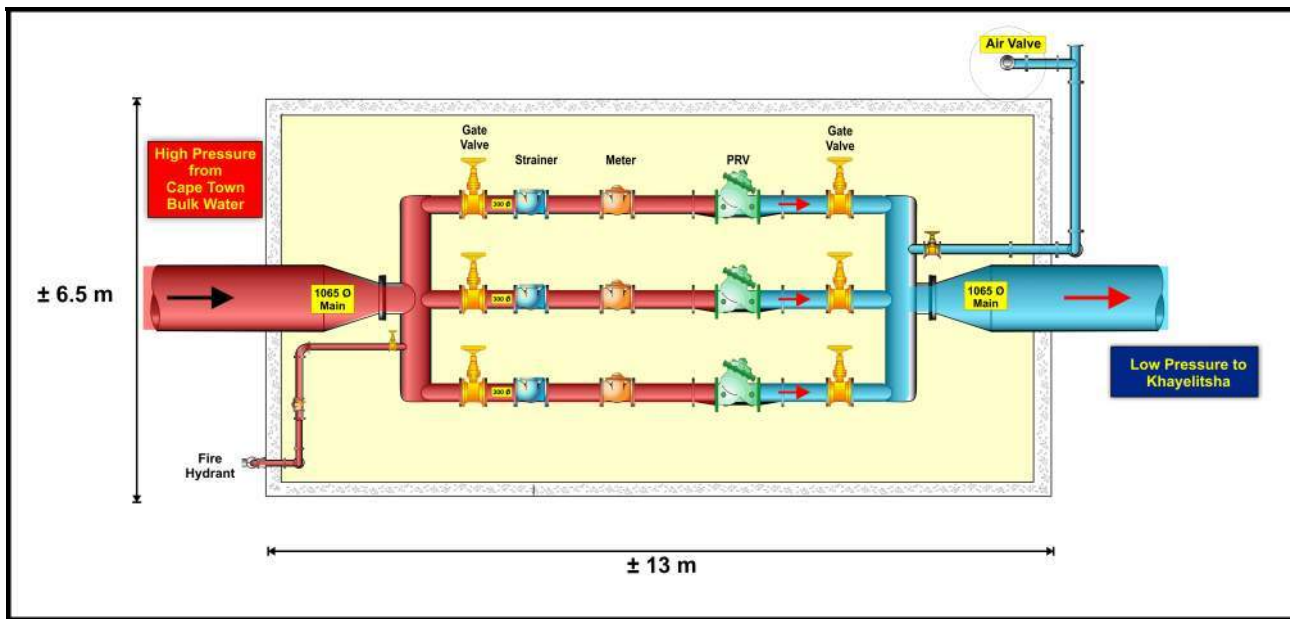 Air Valve
High Pressure
from
Cape Town
Bulk Water
Gate
Valve
Strainer
Meter
PRV
Gate
Valve
300 Ø
± 6.5 m
1065 O
Main
300 Ø
1065 O
Main
Low Pressure to
Khayelitsha
300 Ø
Fire
Hydrant
± 13 m